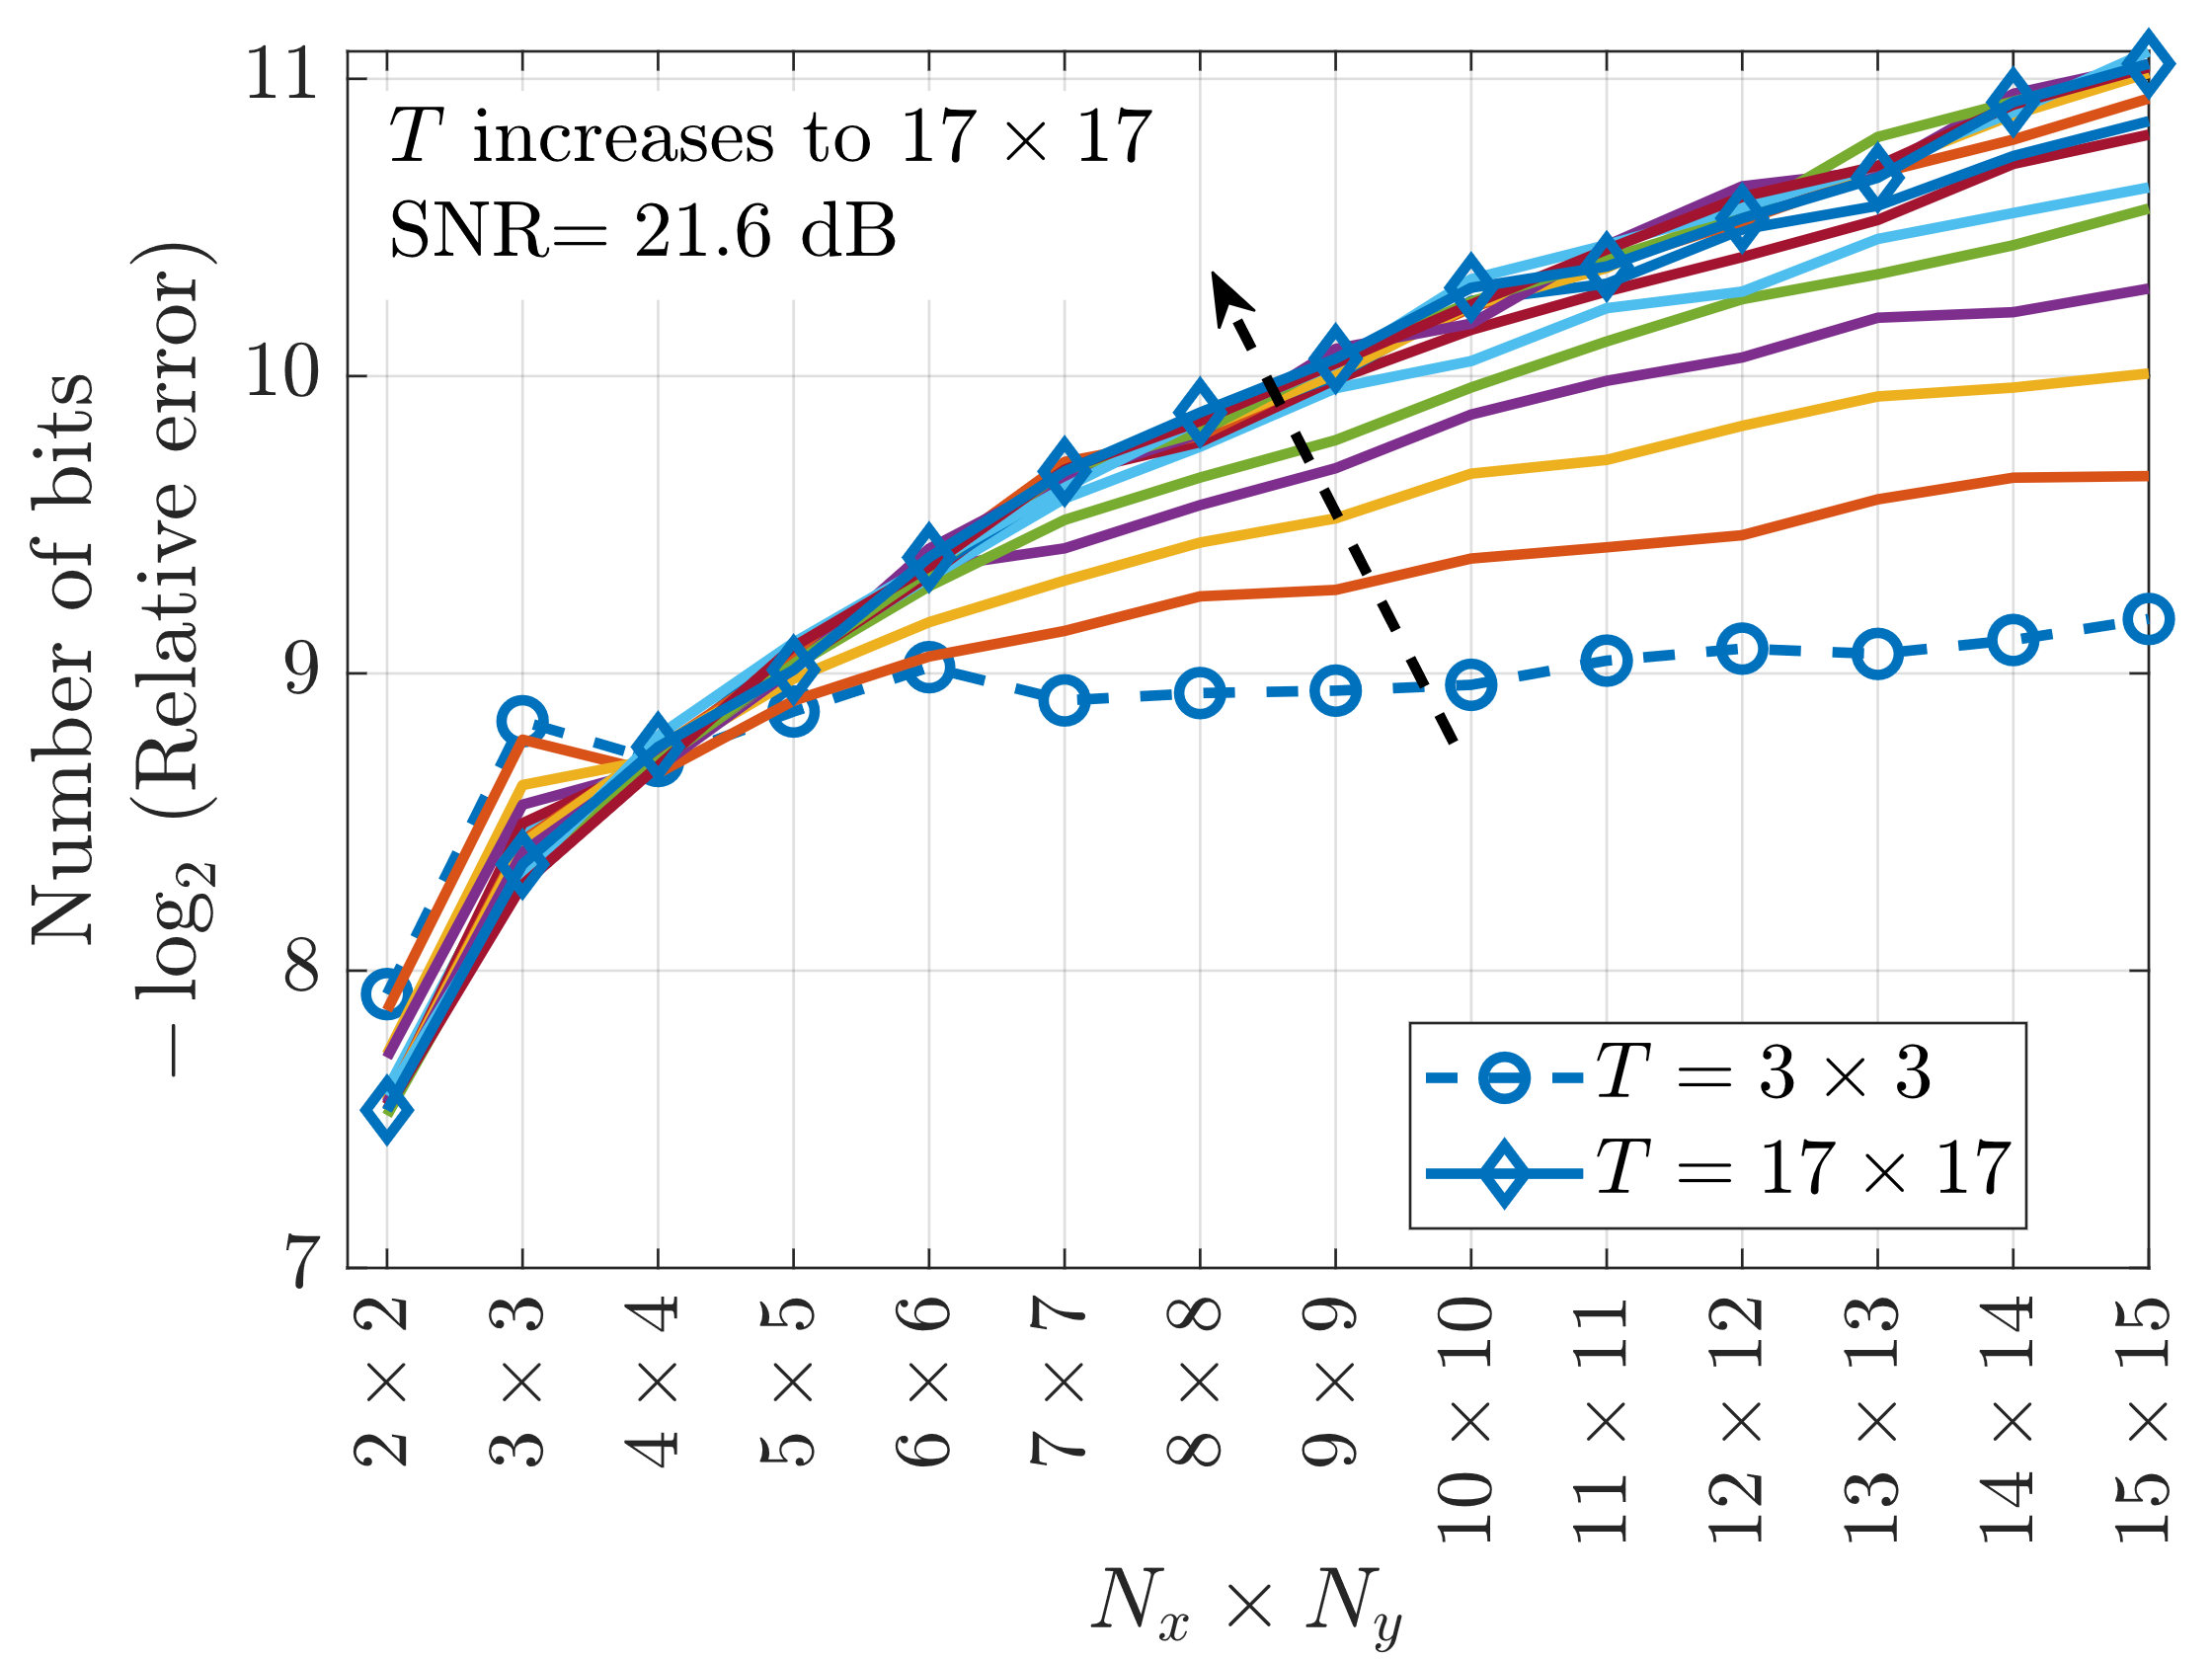 11
10
9
8
7
Number of bits
− log₂ (Relative error)
T increases to 17 × 17
SNR= 21.6 dB
T = 3 × 3
T = 17 × 17
2 × 2
3 × 3
4 × 4
5 × 5
6 × 6
7 × 7
8 × 8
9 × 9
10 × 10
11 × 11
12 × 12
13 × 13
14 × 14
15 × 15
Nₓ × Nᵧ